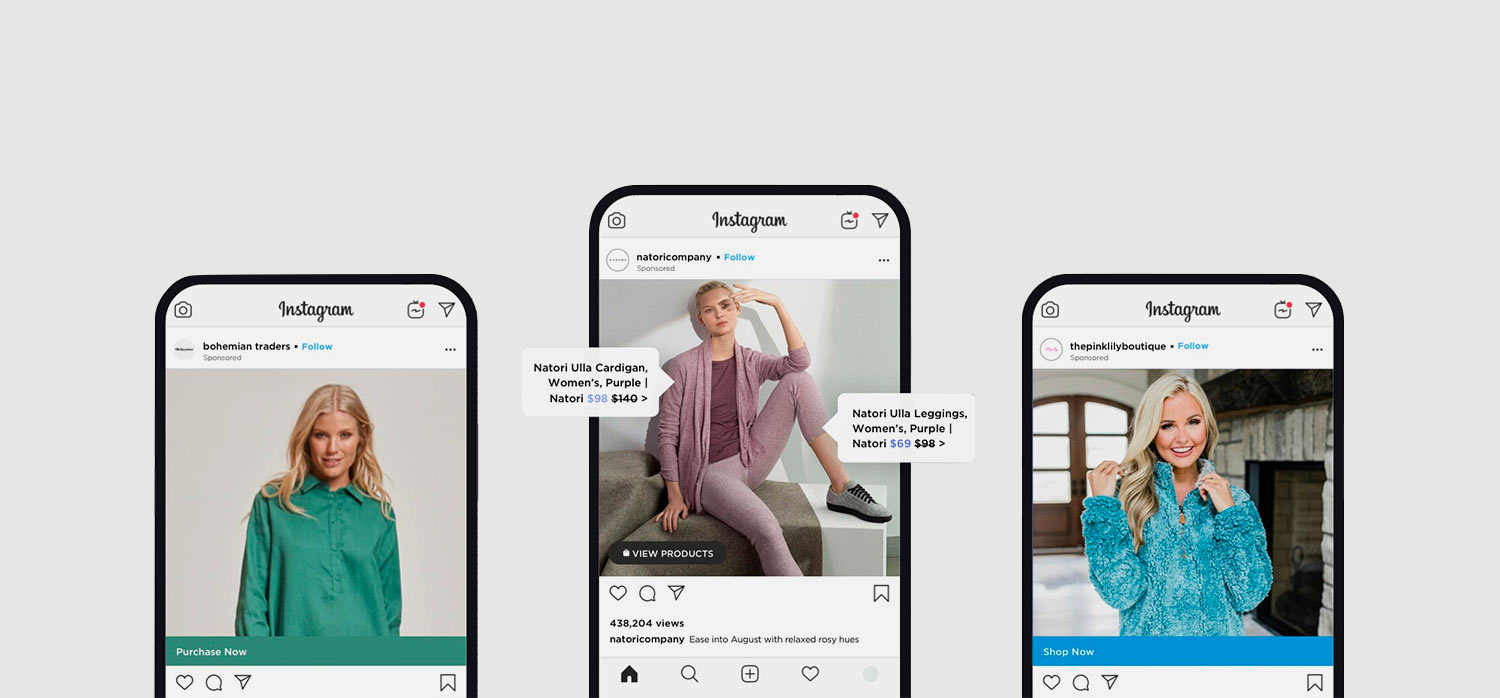 Instagram
bohemian traders ▪ Follow
Sponsored
Purchase Now
Instagram
NATORI
natoricompany ▪ Follow
Sponsored
Natori Ulla Cardigan,
Women's, Purple |
Natori $98 $140 >
Natori Ulla Leggings,
Women's, Purple |
Natori $69 $98 >
VIEW PRODUCTS
438,204 views
natoricompany Ease into August with relaxed rosy hues
Instagram
thepinklilyboutique ▪ Follow
Sponsored
Shop Now